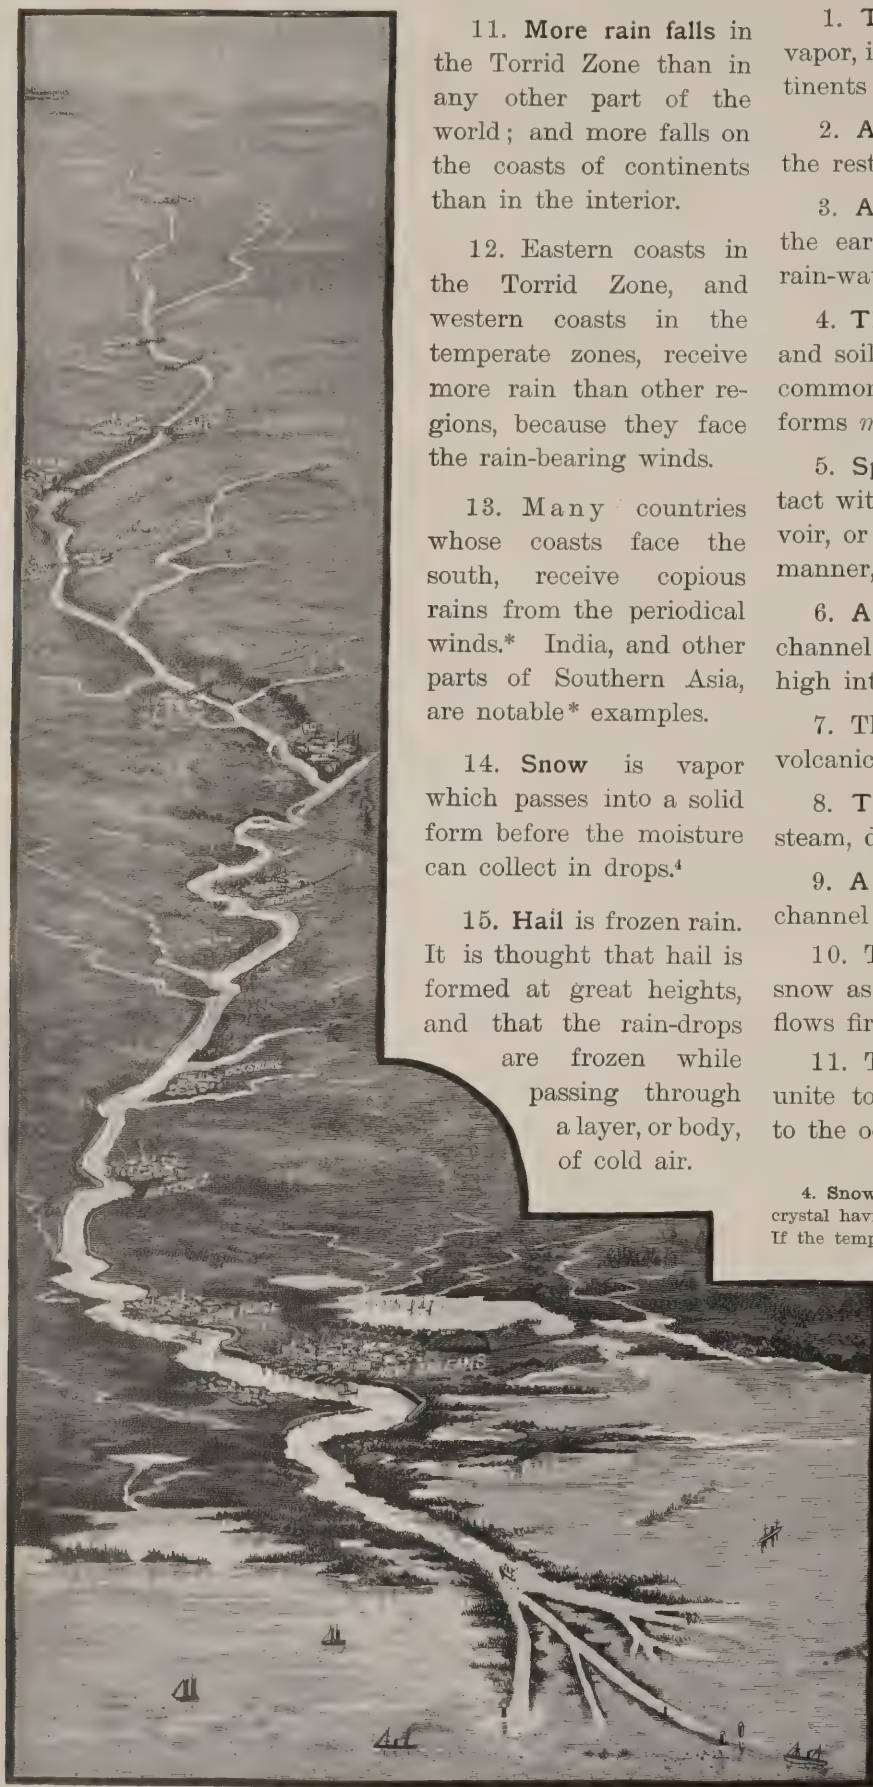 Minneapolis
VICKSBURG
NEW ORLEANS
11. More rain falls in
the Torrid Zone than in
any other part of the
world; and more falls on
the coasts of continents
than in the interior.
12. Eastern coasts in
the Torrid Zone, and
western coasts in the
temperate zones, receive
more rain than other re-
gions, because they face
the rain-bearing winds.
13. Many countries
whose coasts face the
south, receive copious
rains from the periodical
winds.* India, and other
parts of Southern Asia,
are notable* examples.
14. Snow is vapor
which passes into a solid
form before the moisture
can collect in drops.⁴
15. Hail is frozen rain.
It is thought that hail is
formed at great heights,
and that the rain-drops
are frozen while
passing through
a layer, or body,
of cold air.
1.
vapor, i
tinents
2. A
the rest
3. A
the ear
rain-wa
4. T
and soil
common
forms
5. Sp
tact wit
voir, or
manner,
6. A
channel
high int
7. Th
volcanic
8. T
steam, d
9. A
channel
10. T
snow as
flows fir
11. T
unite to
to the o
4. Snow
crystal havi
If the temp